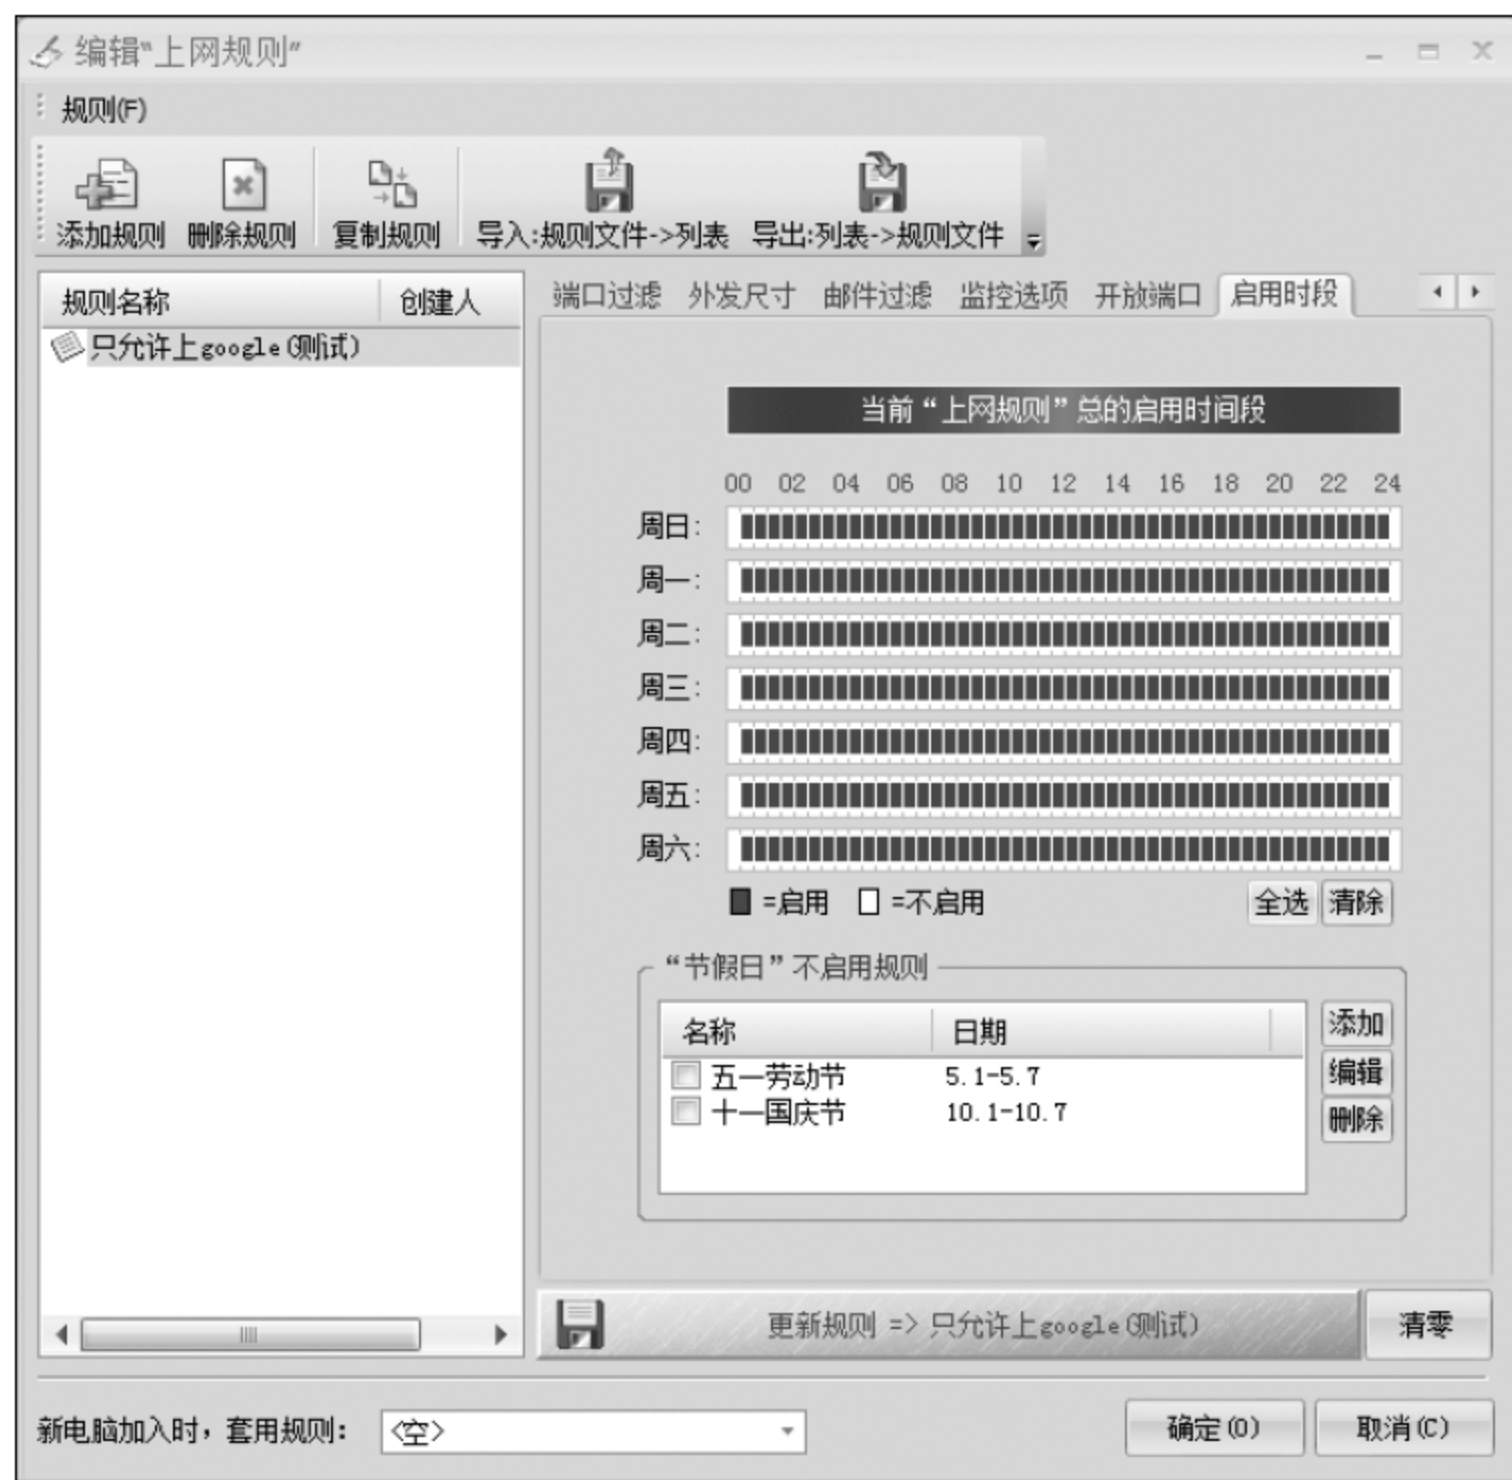 编辑“上网规则”
规则(F)
添加规则 删除规则 复制规则 导入:规则文件->列表 导出:列表->规则文件
规则名称 创建人
只允许上google(测试)
端口过滤 外发尺寸 邮件过滤 监控选项 开放端口 启用时段
当前“上网规则”总的启用时间段
00 02 04 06 08 10 12 14 16 18 20 22 24
周日:
周一:
周二:
周三:
周四:
周五:
周六:
=启用 =不启用 全选 清除
“节假日”不启用规则
名称 日期 添加
五一劳动节 5.1-5.7 编辑
十一国庆节 10.1-10.7 删除
更新规则 => 只允许上google(测试) 清零
新电脑加入时，套用规则： <空> 确定(O) 取消(C)